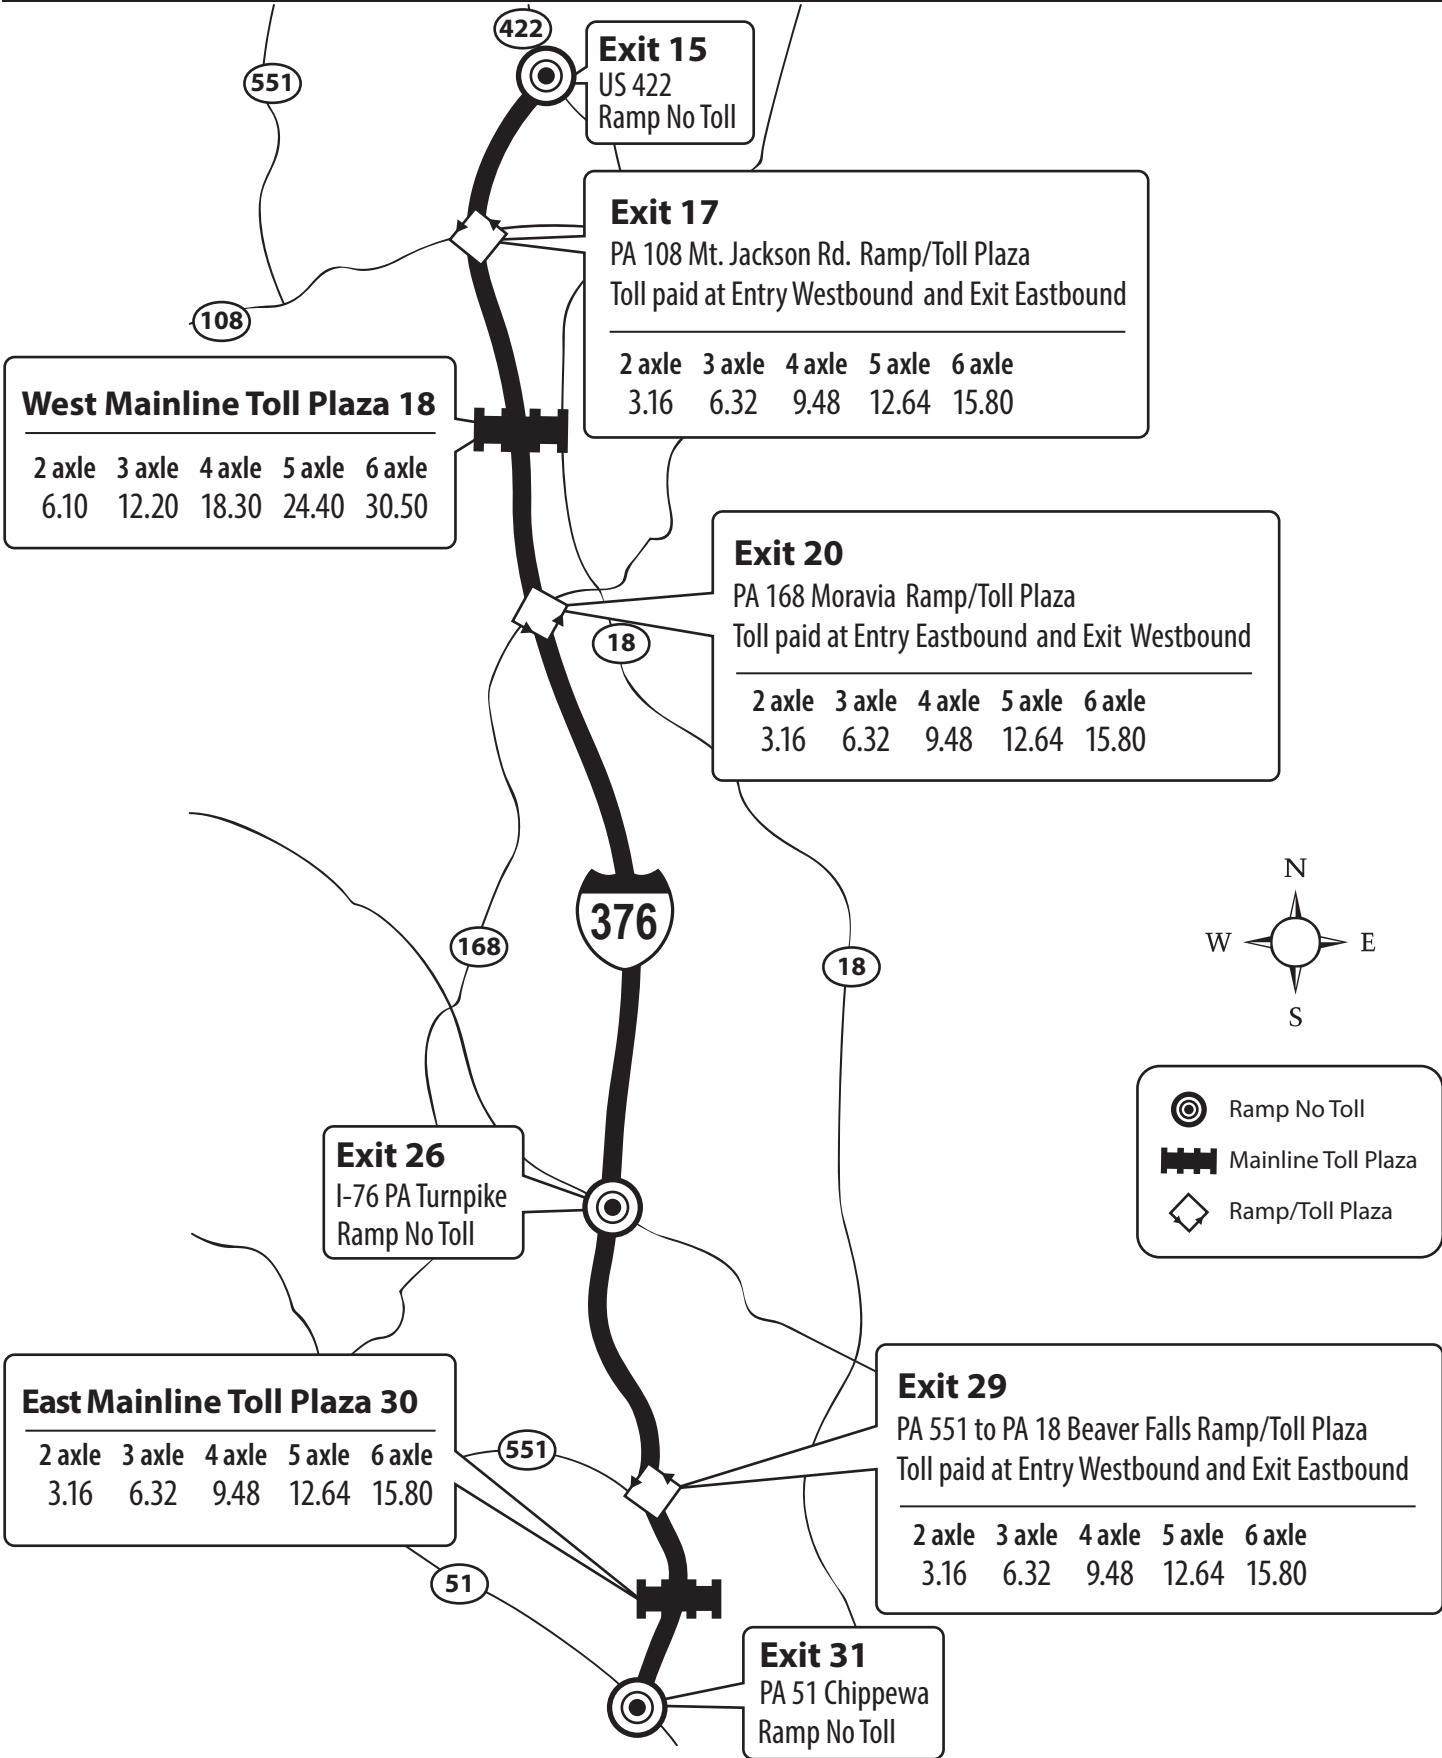 422
Exit 15
US 422
Ramp No Toll
551
Exit 17
PA 108 Mt. Jackson Rd. Ramp/Toll Plaza
Toll paid at Entry Westbound and Exit Eastbound
2 axle 3 axle 4 axle 5 axle 6 axle
3.16 6.32 9.48 12.64 15.80
108
West Mainline Toll Plaza 18
2 axle 3 axle 4 axle 5 axle 6 axle
6.10 12.20 18.30 24.40 30.50
Exit 20
PA 168 Moravia Ramp/Toll Plaza
Toll paid at Entry Eastbound and Exit Westbound
2 axle 3 axle 4 axle 5 axle 6 axle
3.16 6.32 9.48 12.64 15.80
18
376
168
18
N
W E
S
Ramp No Toll
Mainline Toll Plaza
Ramp/Toll Plaza
Exit 26
I-76 PA Turnpike
Ramp No Toll
East Mainline Toll Plaza 30
2 axle 3 axle 4 axle 5 axle 6 axle
3.16 6.32 9.48 12.64 15.80
551
Exit 29
PA 551 to PA 18 Beaver Falls Ramp/Toll Plaza
Toll paid at Entry Westbound and Exit Eastbound
2 axle 3 axle 4 axle 5 axle 6 axle
3.16 6.32 9.48 12.64 15.80
51
Exit 31
PA 51 Chippewa
Ramp No Toll